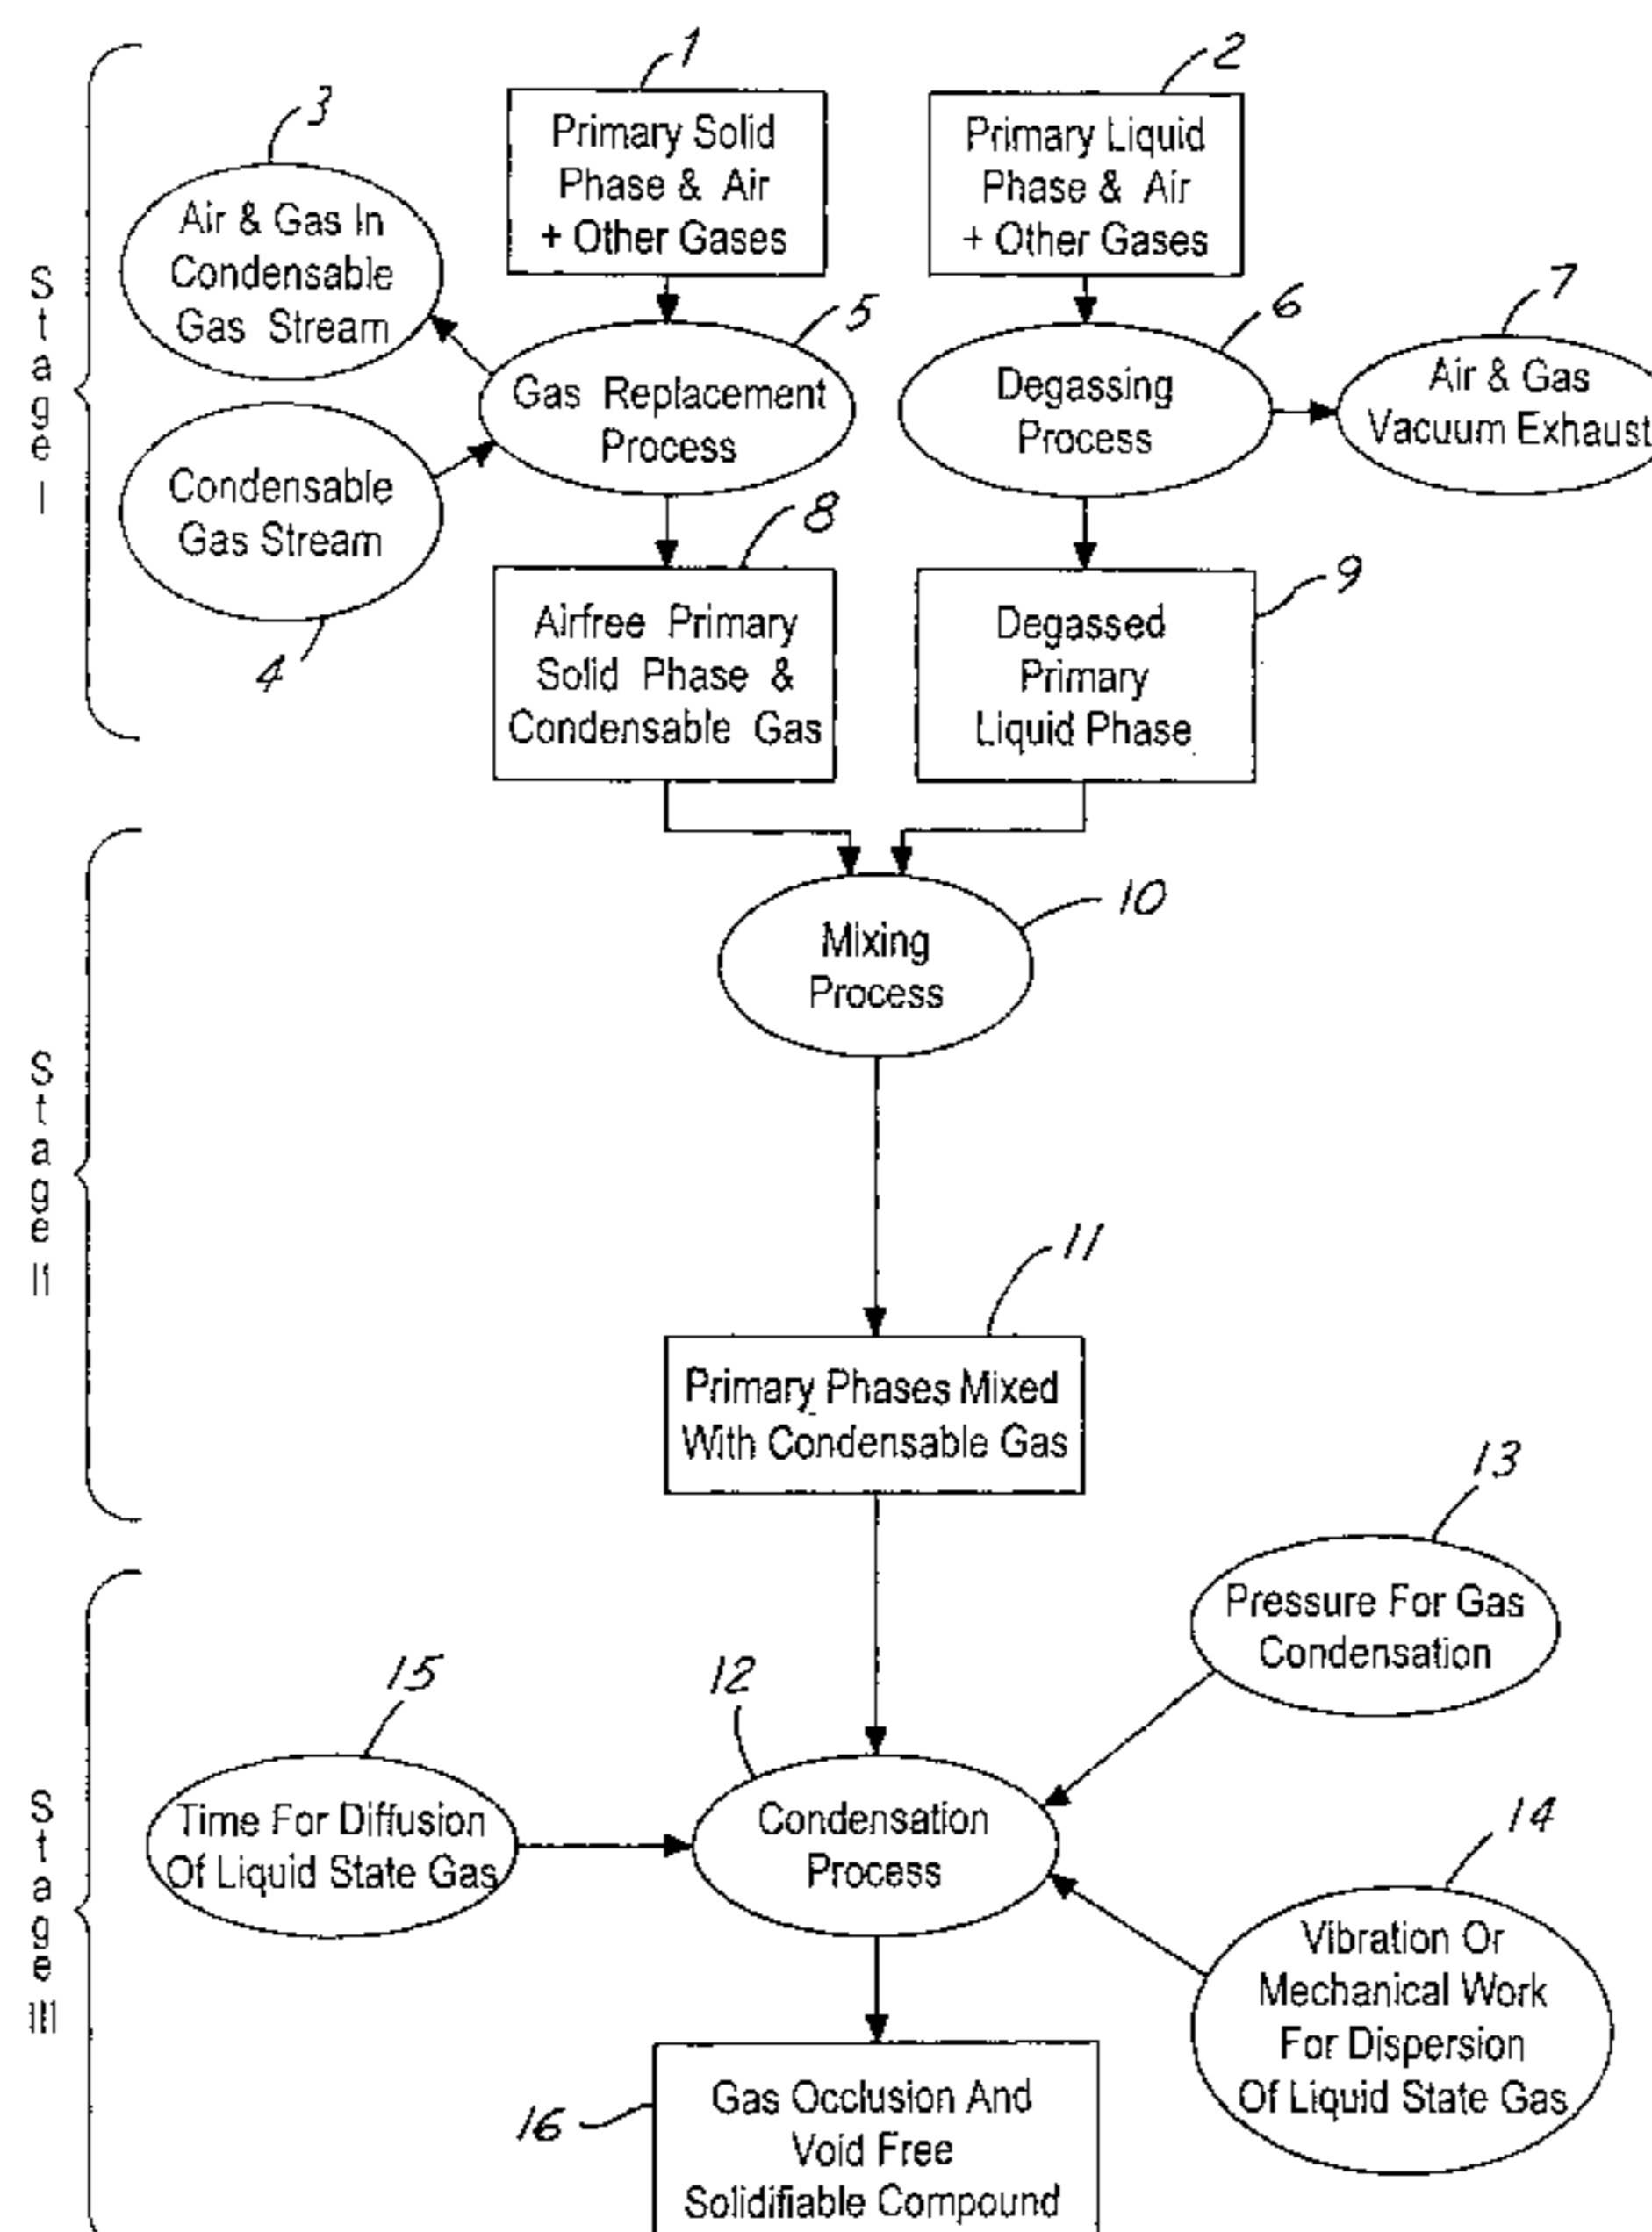 Stage I
1
Primary Solid
Phase & Air
+ Other Gases
2
Primary Liquid
Phase & Air
+ Other Gases
3
Air & Gas In
Condensable
Gas Stream
4
Condensable
Gas Stream
5
Gas Replacement
Process
6
Degassing
Process
7
Air & Gas
Vacuum Exhaust
8
Airfree Primary
Solid Phase &
Condensable Gas
9
Degassed
Primary
Liquid Phase
Stage II
10
Mixing
Process
11
Primary Phases Mixed
With Condensable Gas
Stage III
13
Pressure For Gas
Condensation
15
Time For Diffusion
Of Liquid State Gas
12
Condensation
Process
14
Vibration Or
Mechanical Work
For Dispersion
Of Liquid State Gas
16
Gas Occlusion And
Void Free
Solidifiable Compound